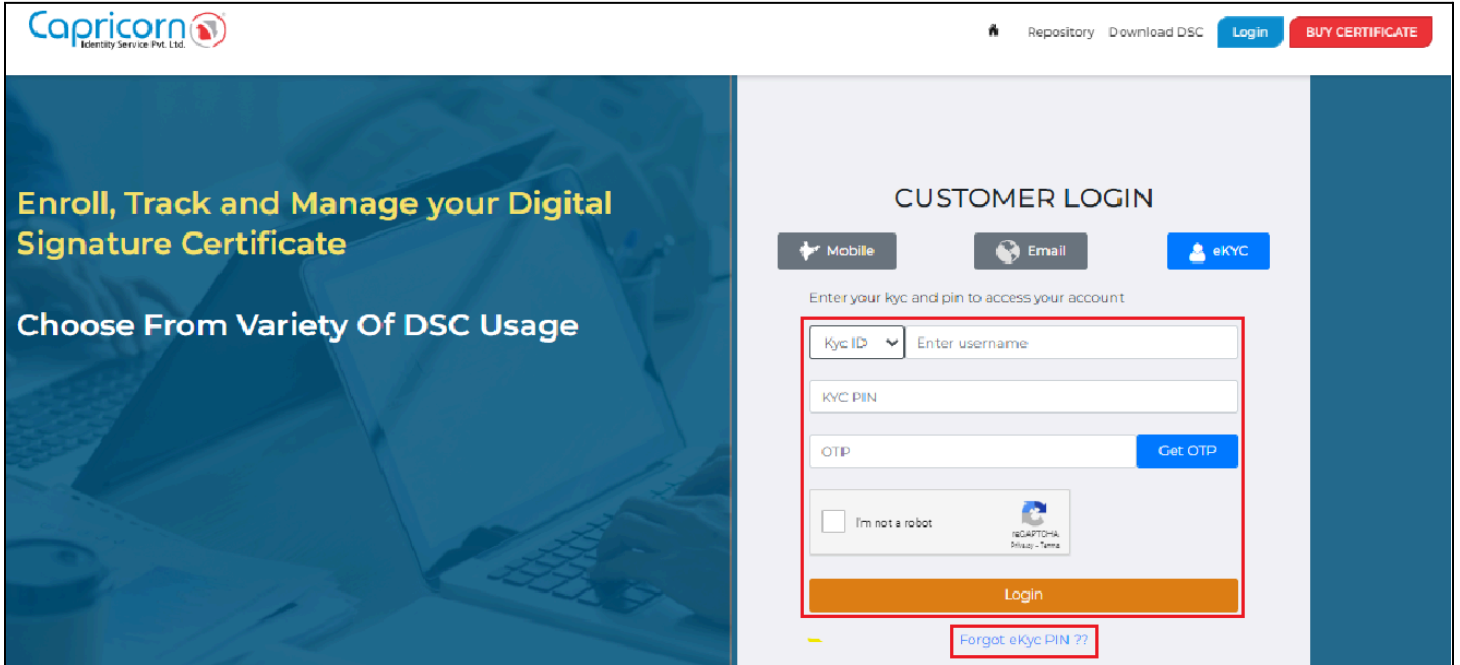 Capricorn
Identity Service Pvt. Ltd.
Repository Download DSC Login BUY CERTIFICATE
Enroll, Track and Manage your Digital
Signature Certificate
Choose From Variety Of DSC Usage
CUSTOMER LOGIN
Mobile Email eKYC
Enter your kyc and pin to access your account
Kyc ID Enter username
KYC PIN
OTP Get OTP
I'm not a robot
reCAPTCHA
Privacy - Terms
Login
Forgot eKyc PIN ??